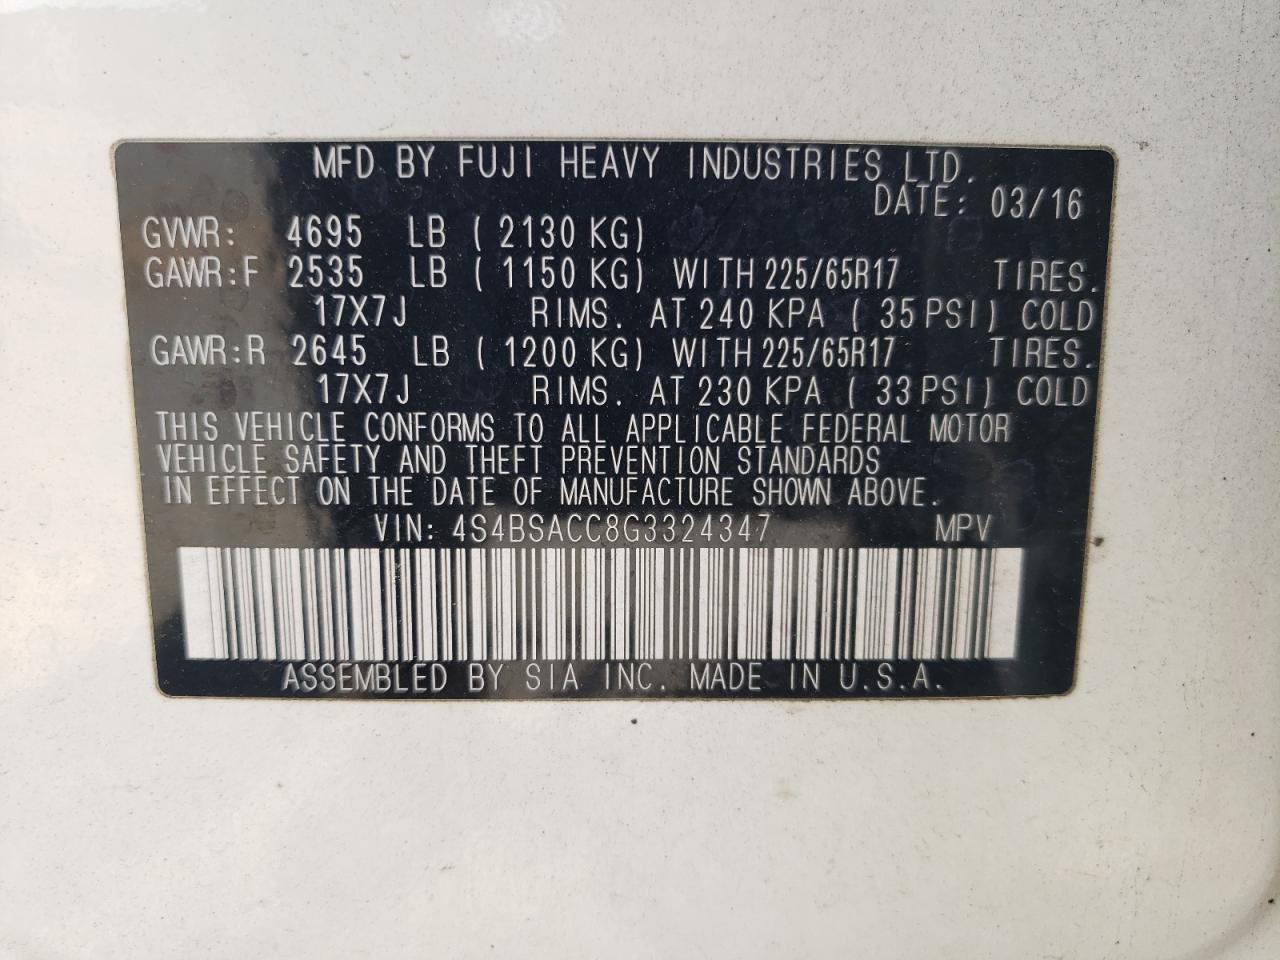 MFD BY FUJI HEAVY INDUSTRIES LTD.
DATE: 03/16
GVWR: 4695 LB ( 2130 KG)
GAWR:F 2535 LB ( 1150 KG) WITH 225/65R17 TIRES.
17X7J RIMS. AT 240 KPA ( 35 PSI) COLD
GAWR:R 2645 LB ( 1200 KG) WITH 225/65R17 TIRES.
17X7J RIMS. AT 230 KPA ( 33 PSI) COLD
THIS VEHICLE CONFORMS TO ALL APPLICABLE FEDERAL MOTOR
VEHICLE SAFETY AND THEFT PREVENTION STANDARDS
IN EFFECT ON THE DATE OF MANUFACTURE SHOWN ABOVE.
VIN: 4S4BSACC8G3324347 MPV
ASSEMBLED BY SIA INC. MADE IN U.S.A.